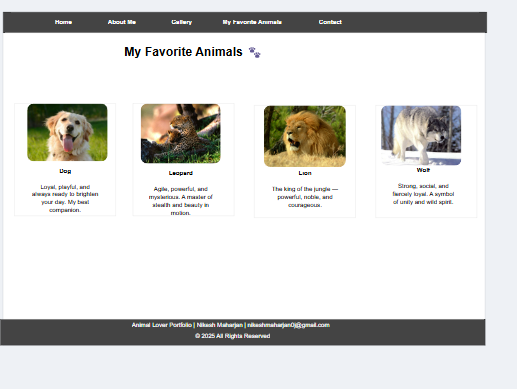 Home About Me Gallery My Favorite Animals Contact
My Favorite Animals 🐾
Dog
Loyal, playful, and
always ready to brighten
your day. My best
companion.
Leopard
Agile, powerful, and
mysterious. A master of
stealth and beauty in
motion.
Lion
The king of the jungle —
powerful, noble, and
courageous.
Wolf
Strong, social, and
fiercely loyal. A symbol
of unity and wild spirit.
Animal Lover Portfolio | Nikesh Maharjan | nikeshmaharjan0j@gmail.com
© 2025 All Rights Reserved